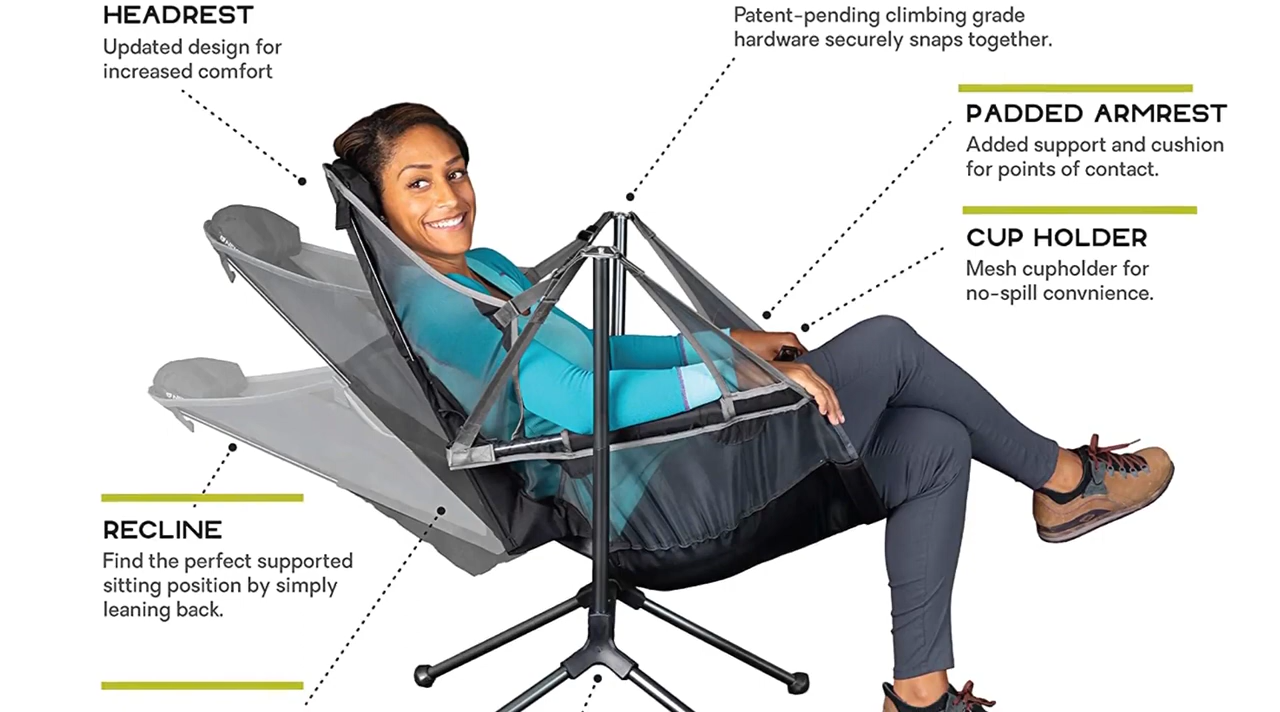 HEADREST
Updated design for
increased comfort
Patent-pending climbing grade
hardware securely snaps together.
PADDED ARMREST
Added support and cushion
for points of contact.
CUP HOLDER
Mesh cupholder for
no-spill convnience.
RECLINE
Find the perfect supported
sitting position by simply
leaning back.